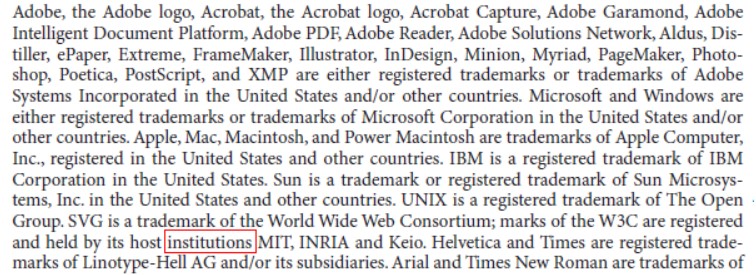 Adobe, the Adobe logo, Acrobat, the Acrobat logo, Acrobat Capture, Adobe Garamond, Adobe
Intelligent Document Platform, Adobe PDF, Adobe Reader, Adobe Solutions Network, Aldus, Dis-
tiller, ePaper, Extreme, FrameMaker, Illustrator, InDesign, Minion, Myriad, PageMaker, Photo-
shop, Poetica, PostScript, and XMP are either registered trademarks or trademarks of Adobe
Systems Incorporated in the United States and/or other countries. Microsoft and Windows are
either registered trademarks or trademarks of Microsoft Corporation in the United States and/or
other countries. Apple, Mac, Macintosh, and Power Macintosh are trademarks of Apple Computer,
Inc., registered in the United States and other countries. IBM is a registered trademark of IBM
Corporation in the United States. Sun is a trademark or registered trademark of Sun Microsys-
tems, Inc. in the United States and other countries. UNIX is a registered trademark of The Open
Group. SVG is a trademark of the World Wide Web Consortium; marks of the W3C are registered
and held by its host institutions MIT, INRIA and Keio. Helvetica and Times are registered trade-
marks of Linotype-Hell AG and/or its subsidiaries. Arial and Times New Roman are trademarks of